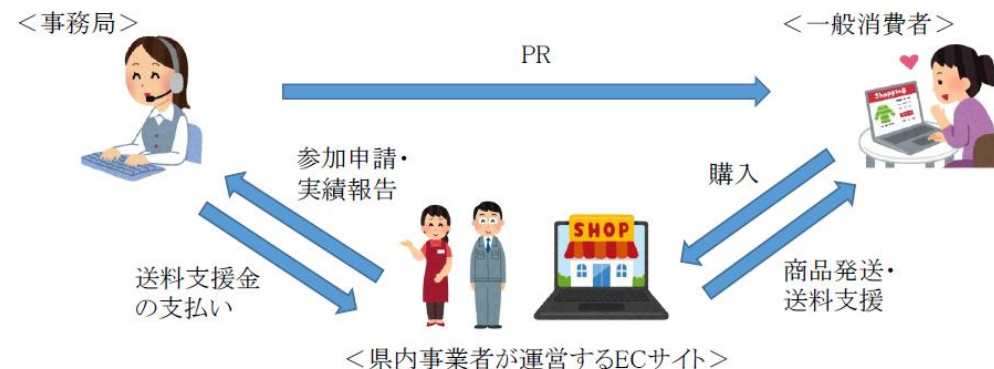 ＜事務局＞
＜一般消費者＞
PR
Shopping
参加申請・
実績報告
購入
SHOP
送料支援金
の支払い
商品発送・
送料支援
＜県内事業者が運営するECサイト＞